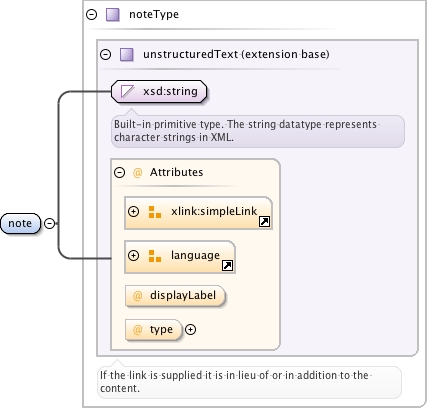 noteType
unstructuredText (extension base)
xsd:string
Built-in primitive type. The string datatype represents
character strings in XML.
@ Attributes
xlink:simpleLink
language
@ displayLabel
@ type
note
If the link is supplied it is in lieu of or in addition to the
content.